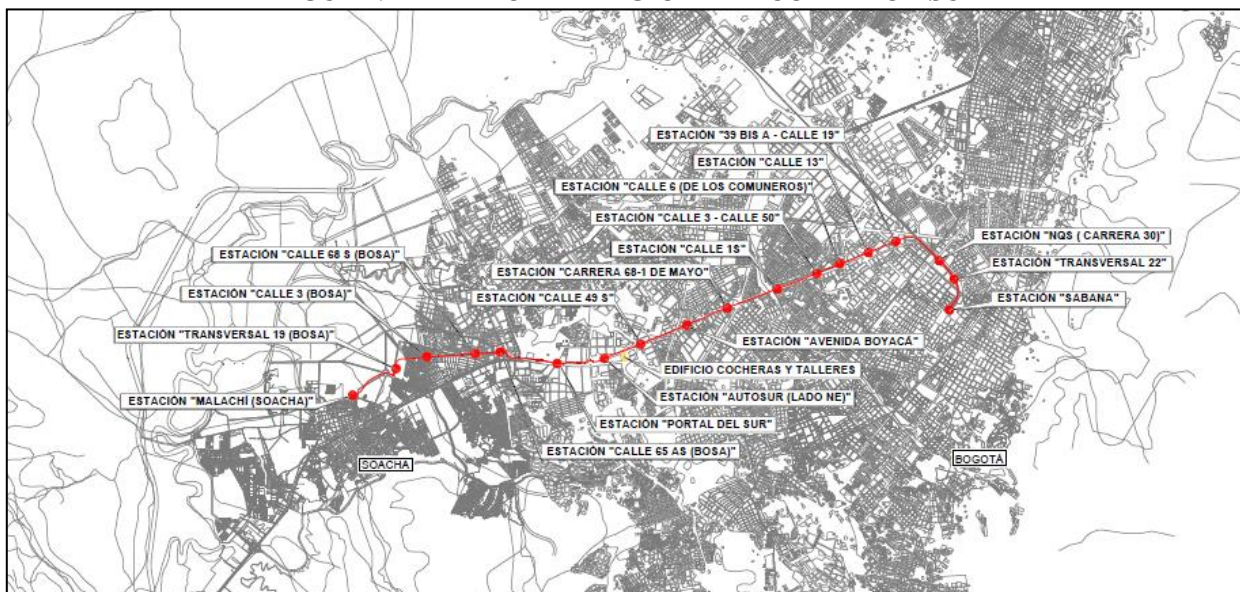 ESTACIÓN "39 BIS A - CALLE 19"
ESTACIÓN "CALLE 13"
ESTACIÓN "CALLE 6 (DE LOS COMUNEROS)"
ESTACIÓN "CALLE 3 - CALLE 50"
ESTACIÓN "NQS ( CARRERA 30)"
ESTACIÓN "CALLE 1S"
ESTACIÓN "CALLE 68 S (BOSA)"
ESTACIÓN "TRANSVERSAL 22"
ESTACIÓN "CARRERA 68-1 DE MAYO"
ESTACIÓN "CALLE 3 (BOSA)"
ESTACIÓN "CALLE 49 S"
ESTACIÓN "SABANA"
ESTACIÓN "TRANSVERSAL 19 (BOSA)"
ESTACIÓN "AVENIDA BOYACÁ"
EDIFICIO COCHERAS Y TALLERES
ESTACIÓN "MALACHÍ (SOACHA)"
ESTACIÓN "AUTOSUR (LADO NE)"
ESTACIÓN "PORTAL DEL SUR"
ESTACIÓN "CALLE 65 AS (BOSA)"
SOACHA
BOGOTÁ